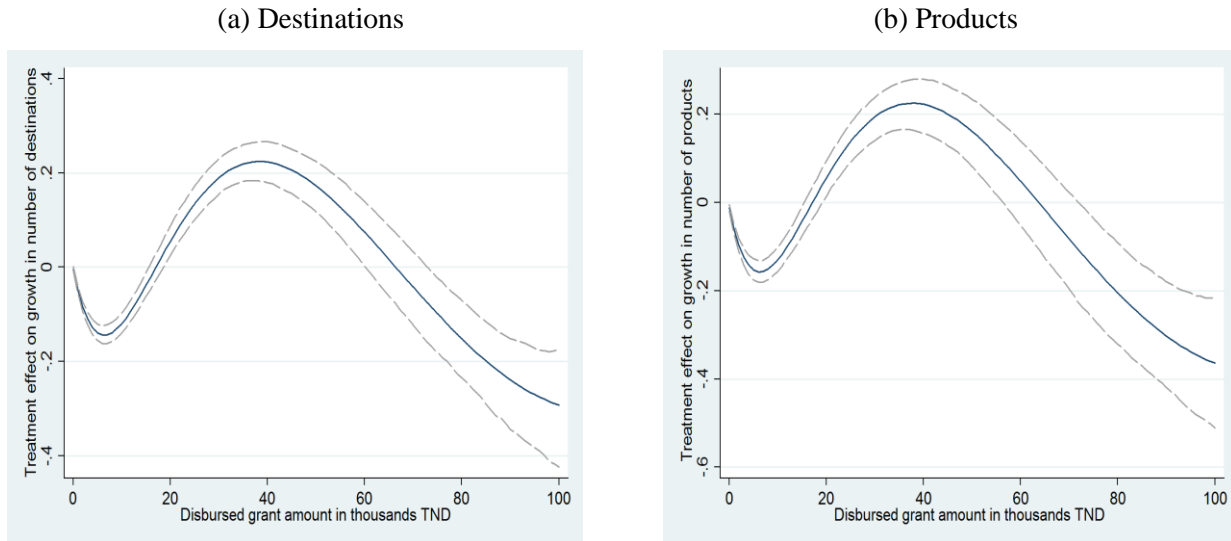 (a) Destinations
Treatment effect on growth in number of destinations
.4
.2
0
-.2
-.4
0 20 40 60 80 100
Disbursed grant amount in thousands TND
(b) Products
Treatment effect on growth in number of products
.2
0
-.2
-.4
-.6
0 20 40 60 80 100
Disbursed grant amount in thousands TND